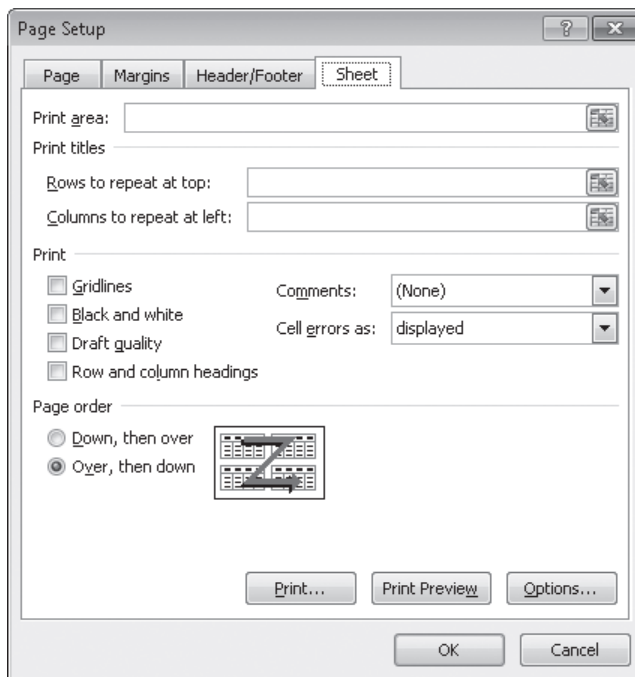 Page Setup
Page Margins Header/Footer Sheet
Print area:
Print titles
Rows to repeat at top:
Columns to repeat at left:
Print
Gridlines
Comments: (None)
Black and white
Cell errors as: displayed
Draft quality
Row and column headings
Page order
Down, then over
Over, then down
Print... Print Preview Options...
OK Cancel